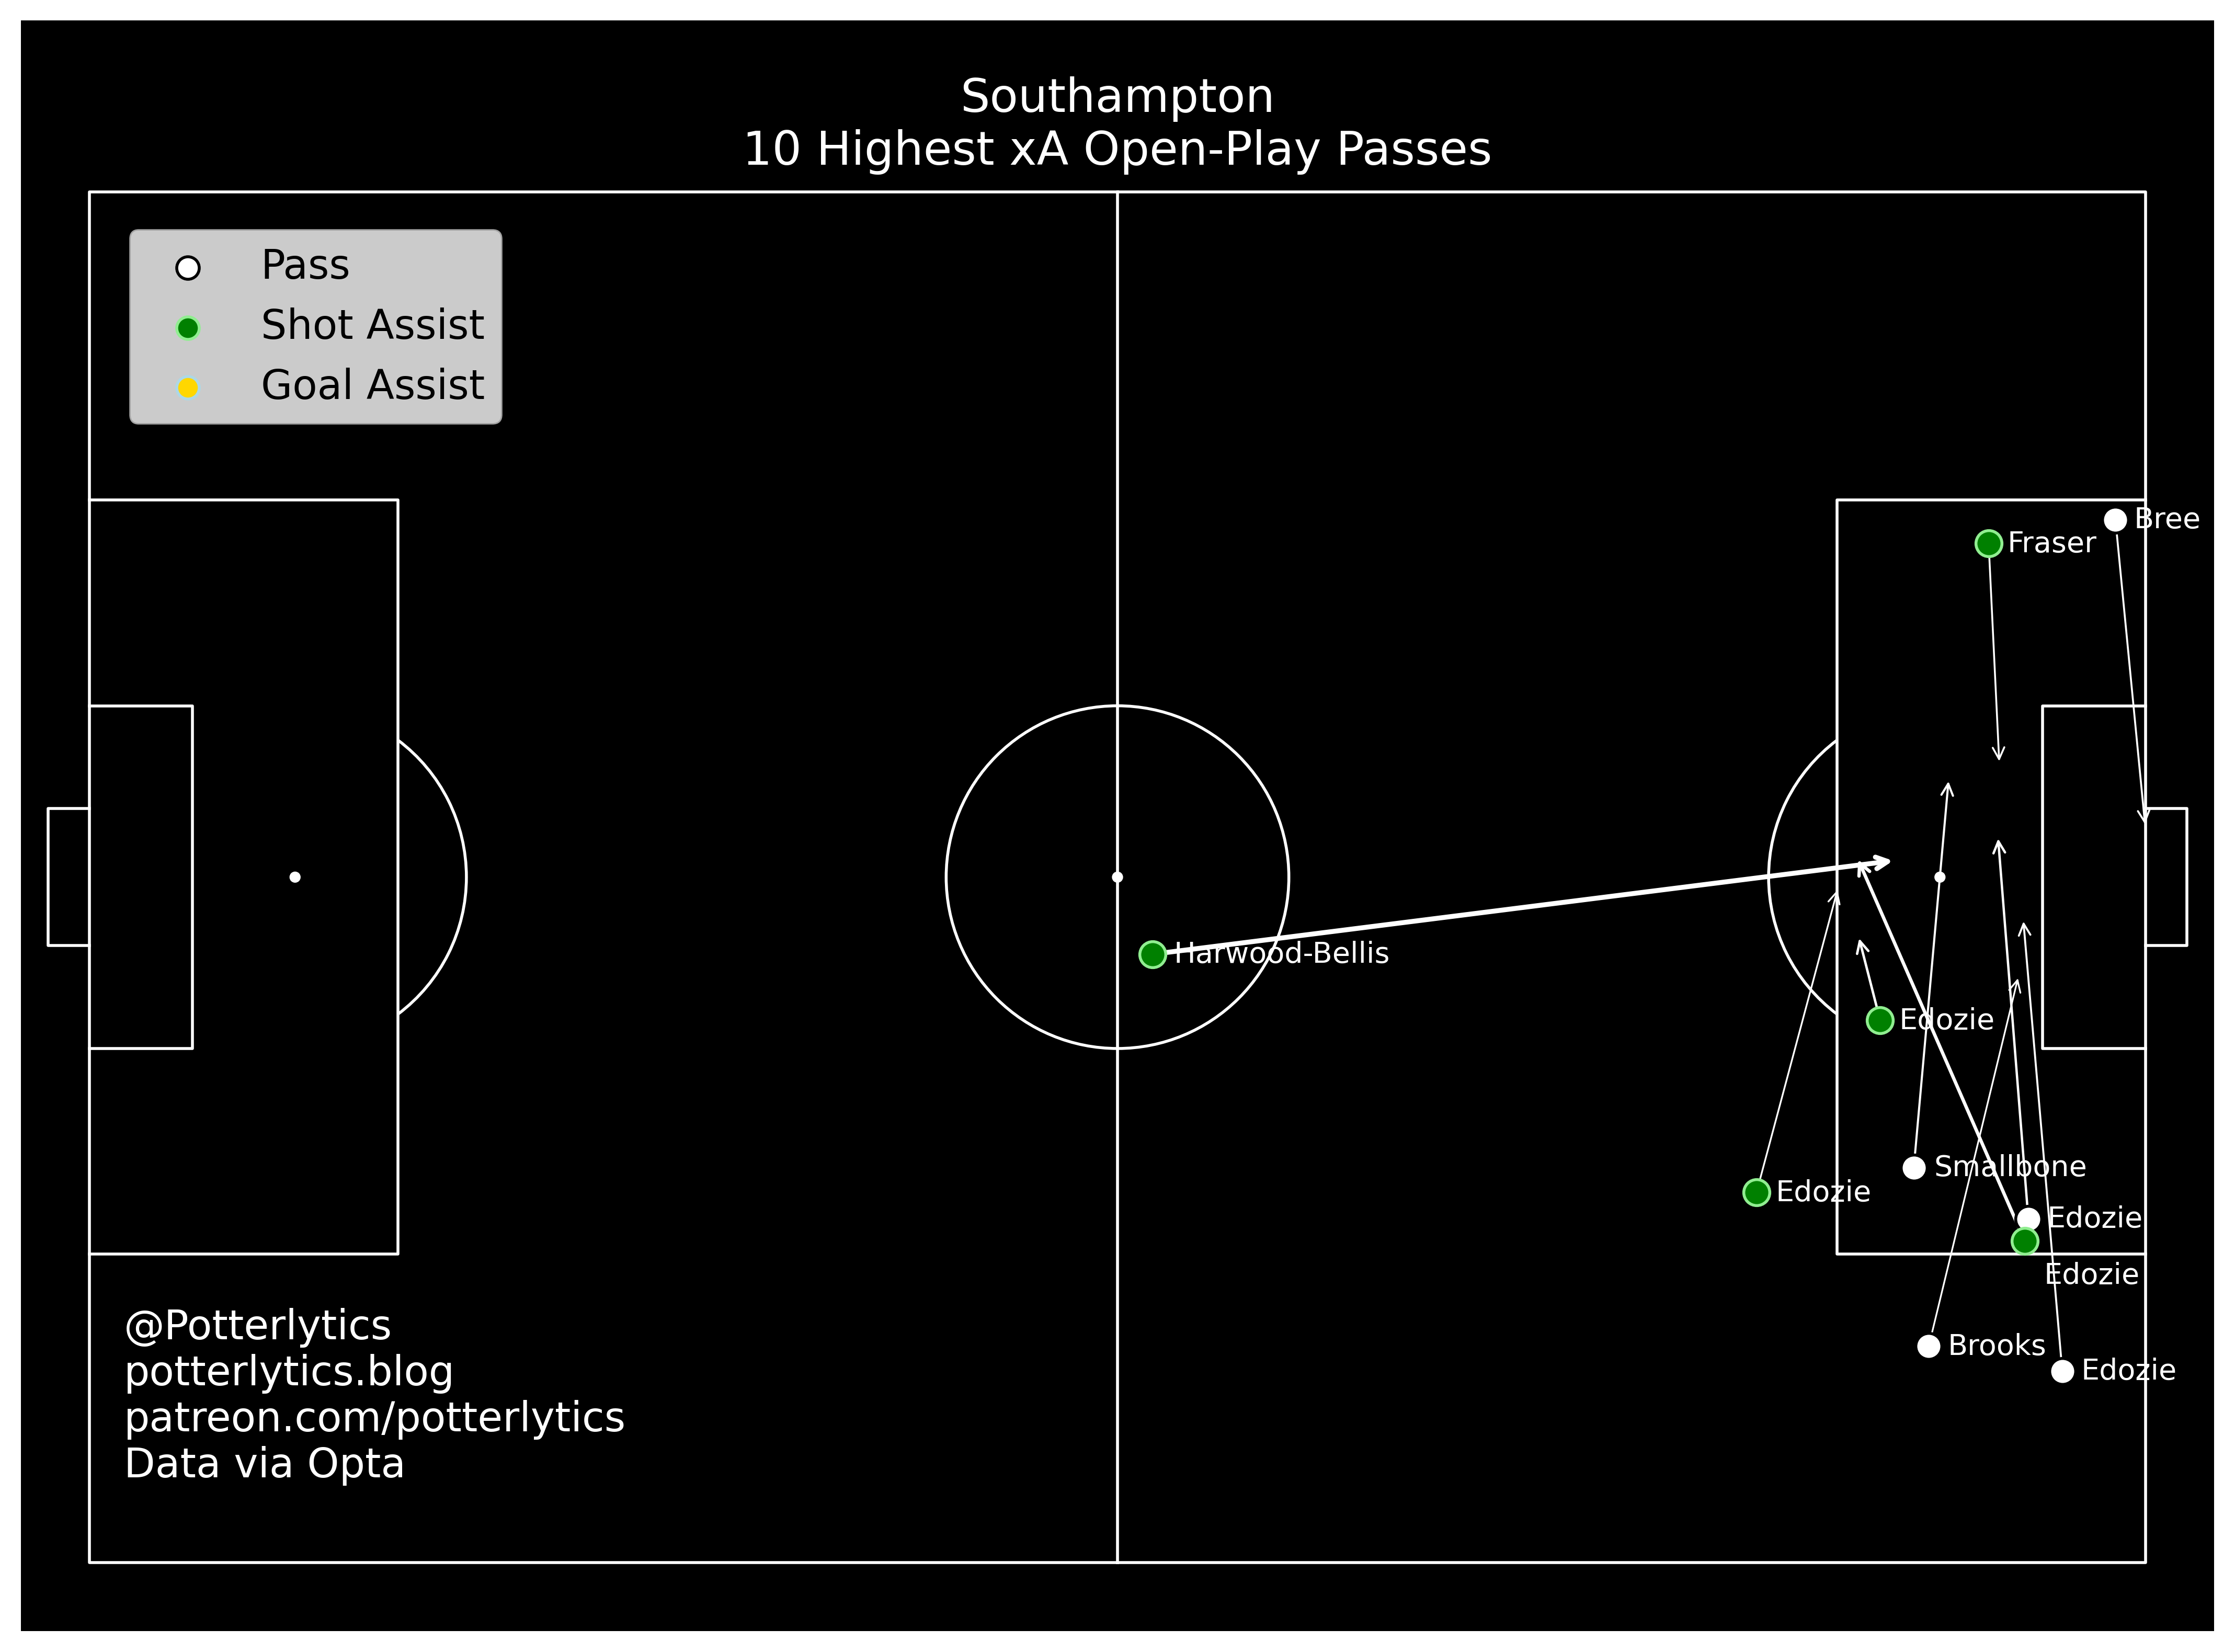 Southampton
10 Highest xA Open-Play Passes
Pass
Shot Assist
Goal Assist
Bree
Fraser
Harwood-Bellis
Edozie
Smallbone
Edozie
Edozie
Edozie
Brooks
Edozie
@Potterlytics
potterlytics.blog
patreon.com/potterlytics
Data via Opta